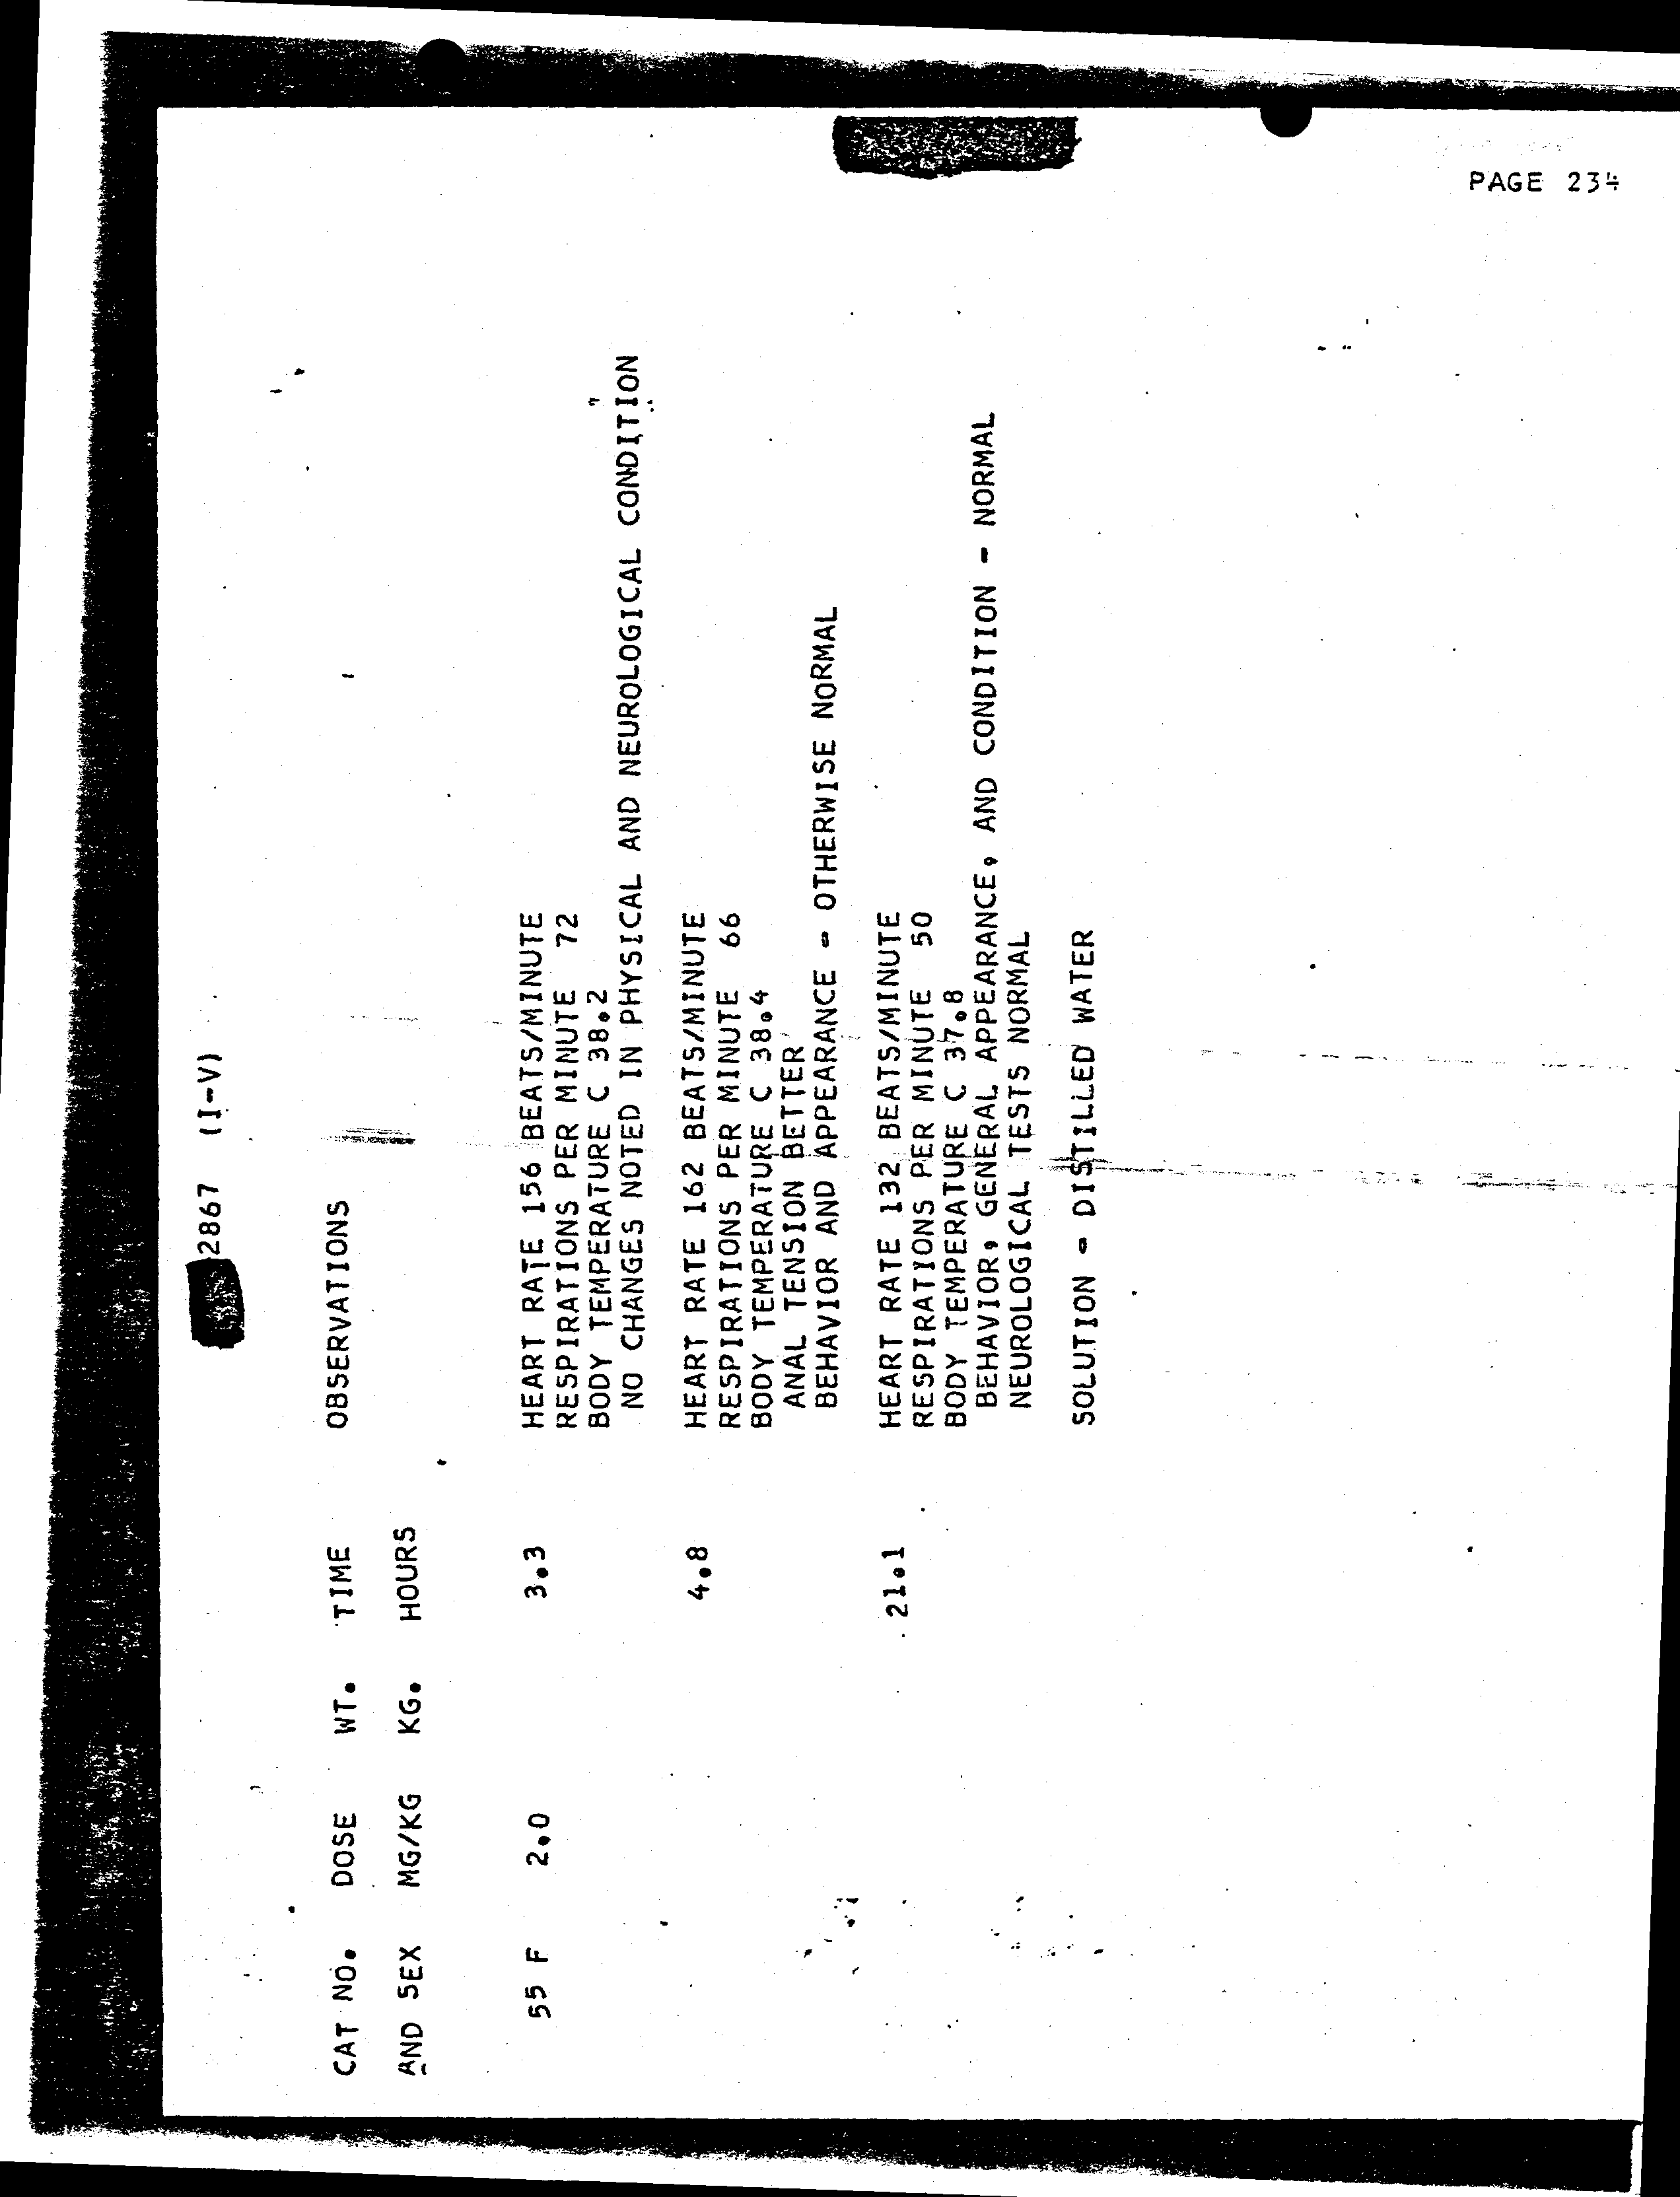 PAGE 234
2867 (I-V)
CAT NO. DOSE WT. TIME OBSERVATIONS
AND SEX MG/KG KG. HOURS
55 F 2.0 3.3 HEART RATE 156 BEATS/MINUTE
RESPIRATIONS PER MINUTE 72
BODY TEMPERATURE C 38.2
NO CHANGES NOTED IN PHYSICAL AND NEUROLOGICAL CONDITION
4.8 HEART RATE 162 BEATS/MINUTE
RESPIRATIONS PER MINUTE 66
BODY TEMPERATURE C 38.4
ANAL TENSION BETTER
BEHAVIOR AND APPEARANCE - OTHERWISE NORMAL
21.1 HEART RATE 132 BEATS/MINUTE
RESPIRATIONS PER MINUTE 50
BODY TEMPERATURE C 37.8
BEHAVIOR, GENERAL APPEARANCE, AND CONDITION - NORMAL
NEUROLOGICAL TESTS NORMAL
SOLUTION - DISTILLED WATER